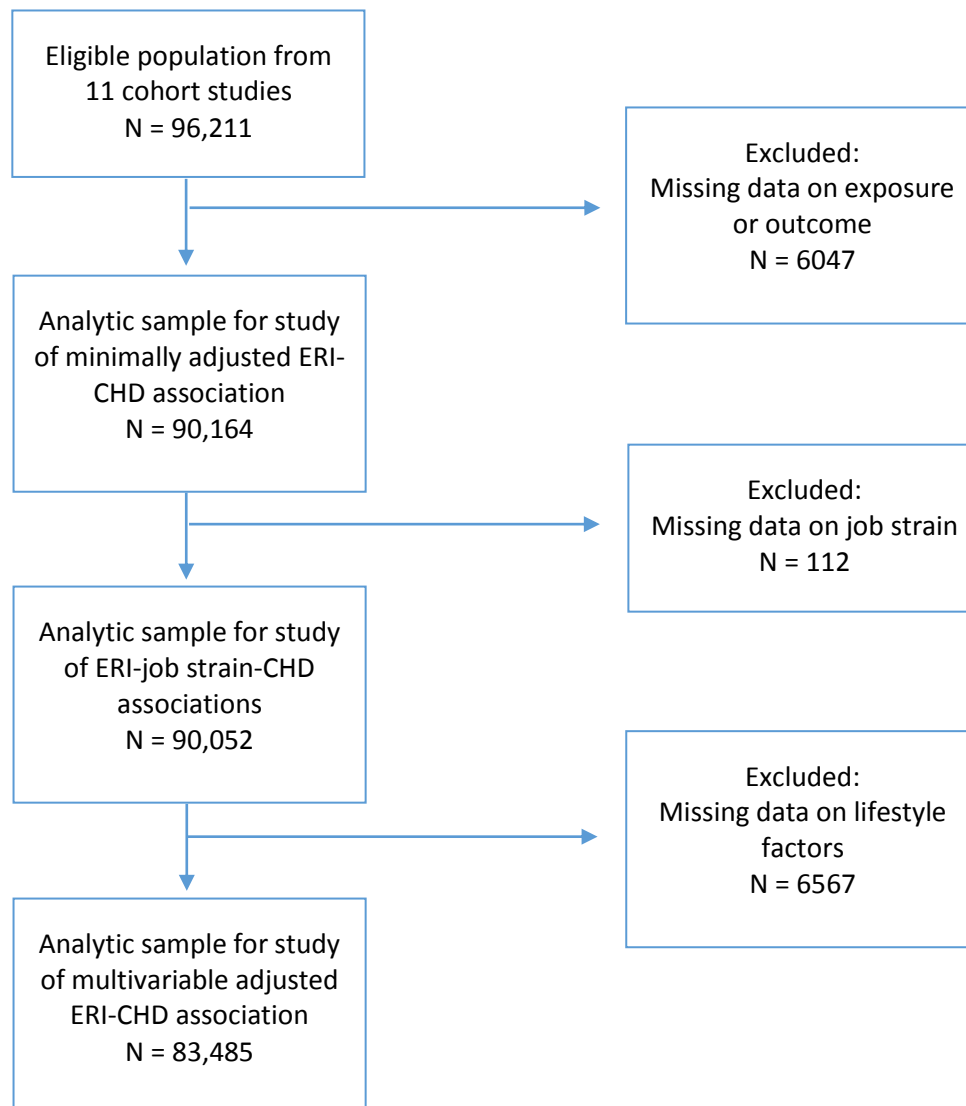 Eligible population from
11 cohort studies
N = 96,211
Excluded:
Missing data on exposure
or outcome
N = 6047
Analytic sample for study
of minimally adjusted ERI-
CHD association
N = 90,164
Excluded:
Missing data on job strain
N = 112
Analytic sample for study
of ERI-job strain-CHD
associations
N = 90,052
Excluded:
Missing data on lifestyle
factors
N = 6567
Analytic sample for study
of multivariable adjusted
ERI-CHD association
N = 83,485